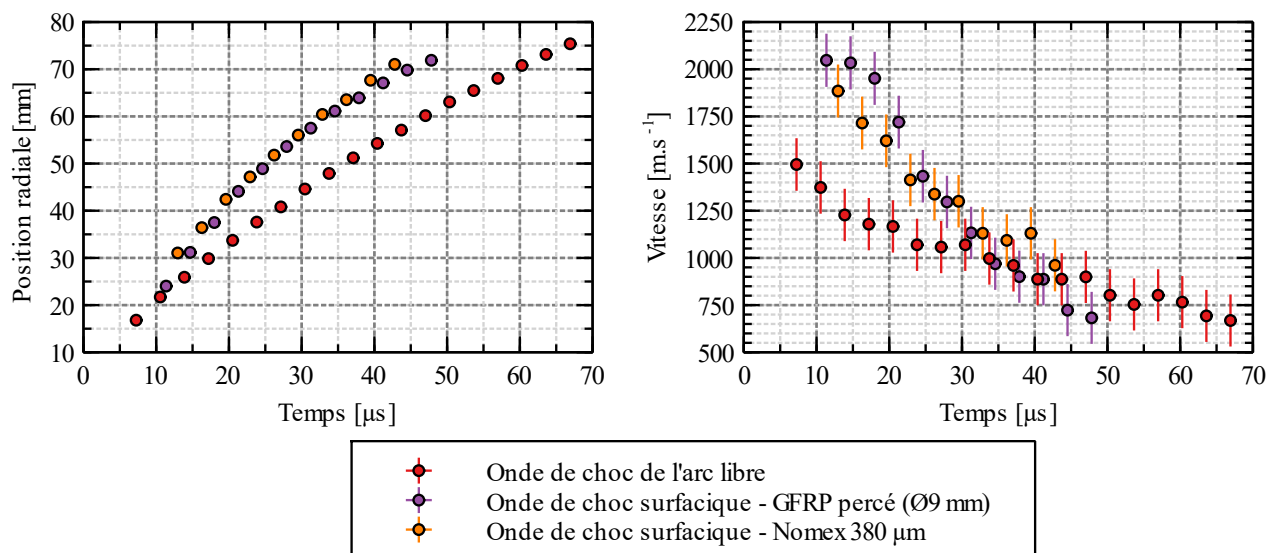 80
70
60
50
40
30
20
10
Position radiale [mm]
0 10 20 30 40 50 60 70
Temps [µs]
2250
2000
1750
1500
1250
1000
750
500
Vitesse [m.s⁻¹]
0 10 20 30 40 50 60 70
Temps [µs]
Onde de choc de l'arc libre
Onde de choc surfacique - GFRP percé (Ø9 mm)
Onde de choc surfacique - Nomex 380 µm